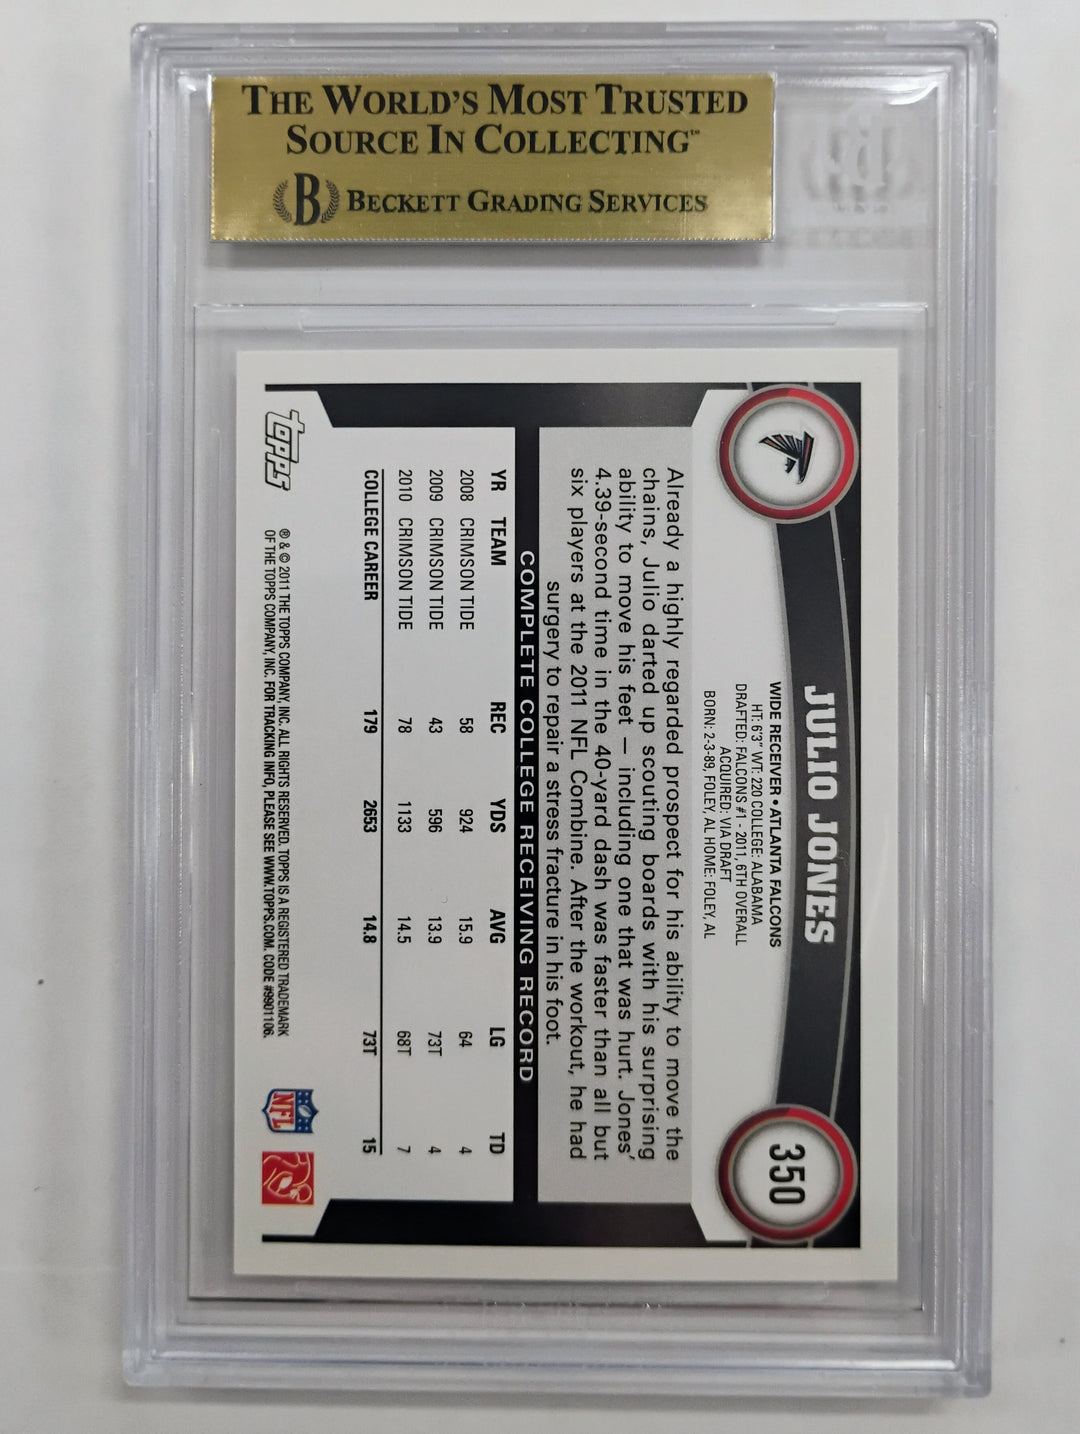 THE WORLD'S MOST TRUSTED
SOURCE IN COLLECTING™
B BECKETT GRADING SERVICES
350
JULIO JONES
WIDE RECEIVER • ATLANTA FALCONS
HT: 6'3" WT: 220 COLLEGE: ALABAMA
DRAFTED: FALCONS #1 - 2011, 6TH OVERALL
ACQUIRED: VIA DRAFT
BORN: 2-3-89, FOLEY, AL HOME: FOLEY, AL
Already a highly regarded prospect for his ability to move the
chains, Julio darted up scouting boards with his surprising
ability to move his feet — including one that was hurt. Jones'
4.39-second time in the 40-yard dash was faster than all but
six players at the 2011 NFL Combine. After the workout, he had
surgery to repair a stress fracture in his foot.
COMPLETE COLLEGE RECEIVING RECORD
YR TEAM REC YDS AVG LG TD
2008 CRIMSON TIDE 58 924 15.9 64 4
2009 CRIMSON TIDE 43 596 13.9 73T 4
2010 CRIMSON TIDE 78 1133 14.5 68T 7
COLLEGE CAREER 179 2653 14.8 73T 15
topps
® & © 2011 THE TOPPS COMPANY, INC. ALL RIGHTS RESERVED. TOPPS IS A REGISTERED TRADEMARK
OF THE TOPPS COMPANY, INC. FOR TRACKING INFO, PLEASE SEE WWW.TOPPS.COM. CODE #9901106.
NFL